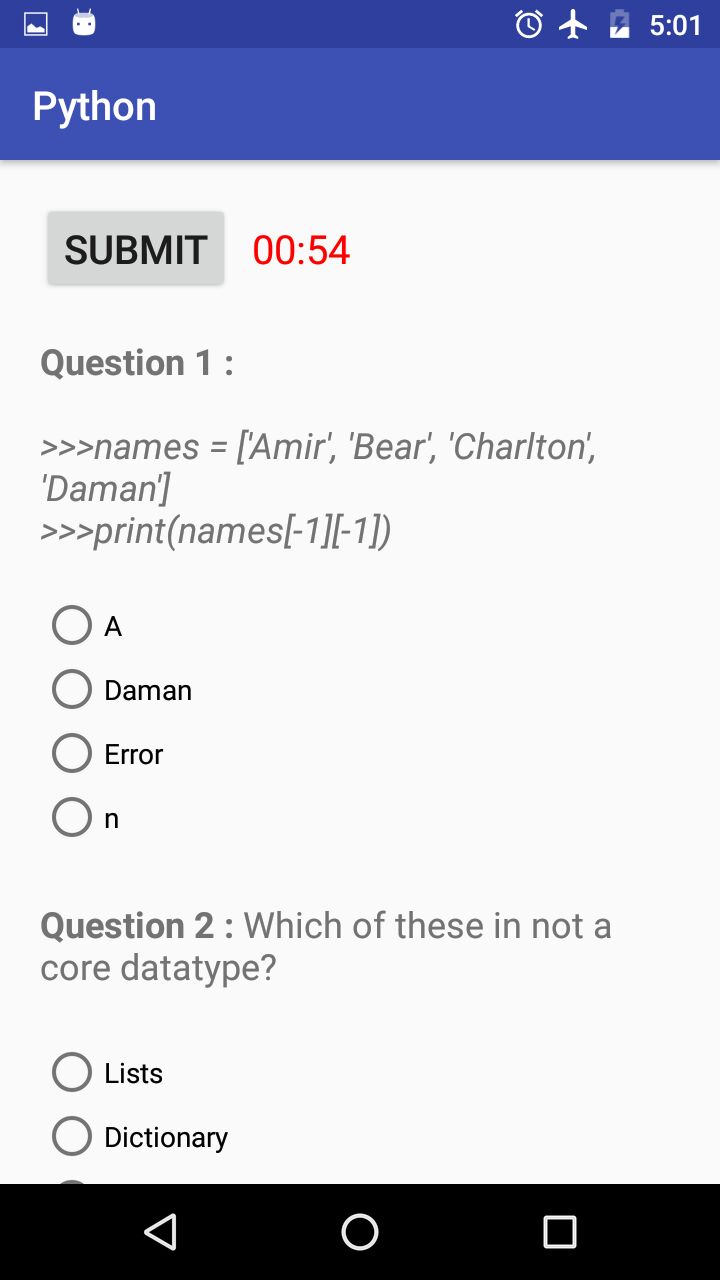 5:01
Python
SUBMIT 00:54
Question 1 :
>>>names = ['Amir', 'Bear', 'Charlton',
'Daman']
>>>print(names[-1][-1])
A
Daman
Error
n
Question 2 : Which of these in not a
core datatype?
Lists
Dictionary